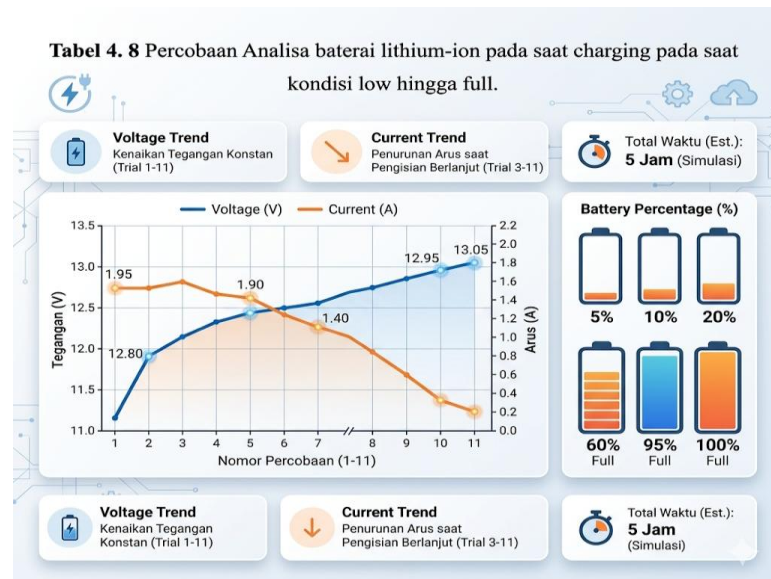 Tabel 4. 8 Percobaan Analisa baterai lithium-ion pada saat charging pada saat
kondisi low hingga full.
Voltage Trend
Kenaikan Tegangan Konstan
(Trial 1-11)
Current Trend
Penurunan Arus saat
Pengisian Berlanjut (Trial 3-11)
Total Waktu (Est.):
5 Jam (Simulasi)
Voltage (V)
Current (A)
Tegangan (V)
13.5
13.0
12.5
12.0
11.5
11.0
1.95
12.80
1.90
1.40
12.95
13.05
2.2
2.0
1.8
1.6
1.4
1.2
1.0
0.8
0.6
0.4
0.2
0.0
Arus (A)
1 2 3 4 5 6 7 // 8 9 10 11
Nomor Percobaan (1-11)
Battery Percentage (%)
5% 10% 20%
60% 95% 100%
Full Full Full
Voltage Trend
Kenaikan Tegangan
Konstan (Trial 1-11)
Current Trend
Penurunan Arus saat
Pengisian Berlanjut (Trial 3-11)
Total Waktu (Est.):
5 Jam
(Simulasi)